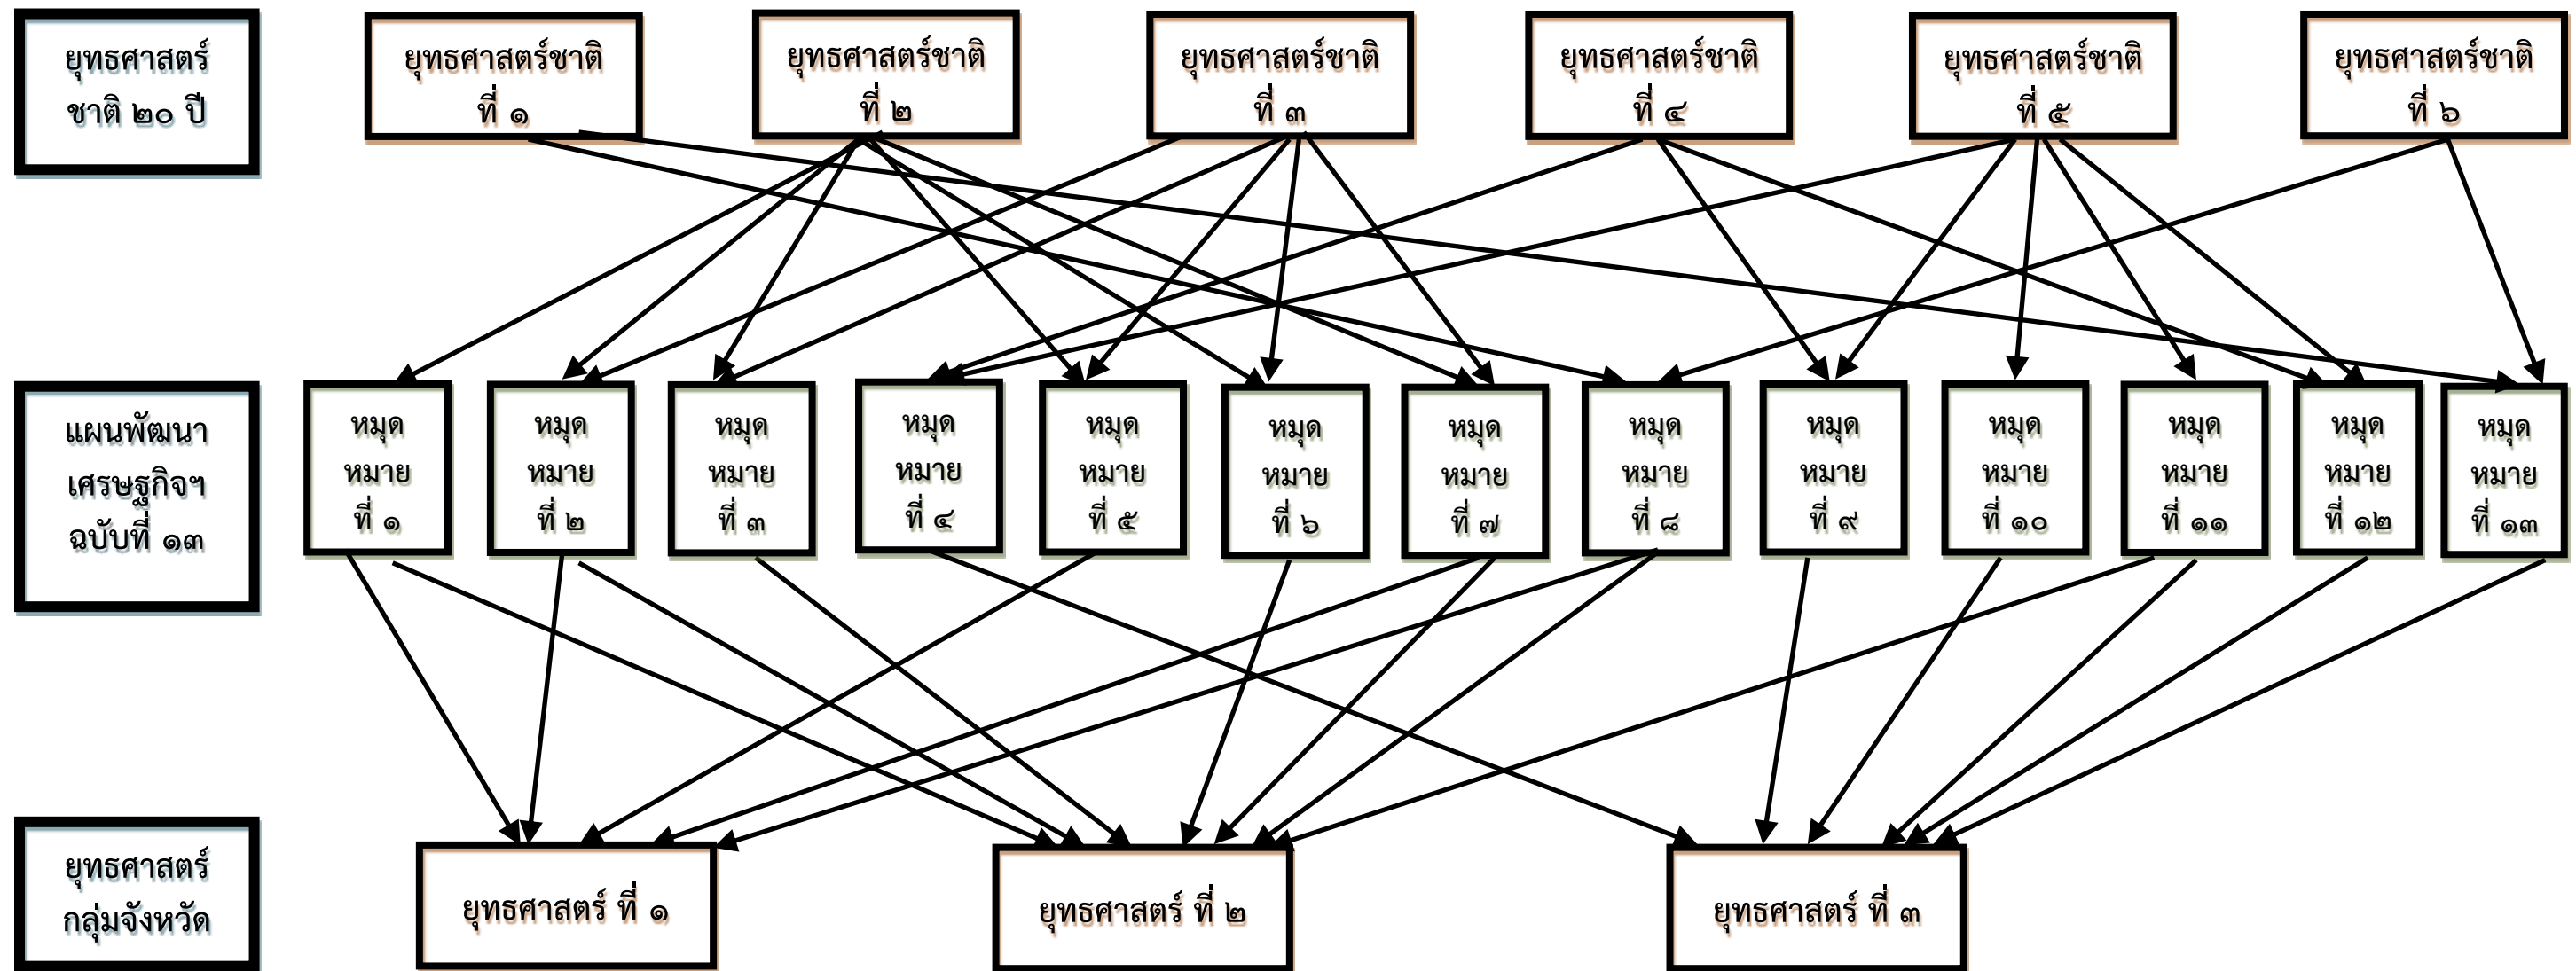 ยุทธศาสตร์
ชาติ ๒๐ ปี
ยุทธศาสตร์ชาติ
ที่ ๑
ยุทธศาสตร์ชาติ
ที่ ๒
ยุทธศาสตร์ชาติ
ที่ ๓
ยุทธศาสตร์ชาติ
ที่ ๔
ยุทธศาสตร์ชาติ
ที่ ๕
ยุทธศาสตร์ชาติ
ที่ ๖
แผนพัฒนา
เศรษฐกิจฯ
ฉบับที่ ๑๓
หมุด
หมาย
ที่ ๑
หมุด
หมาย
ที่ ๒
หมุด
หมาย
ที่ ๓
หมุด
หมาย
ที่ ๔
หมุด
หมาย
ที่ ๕
หมุด
หมาย
ที่ ๖
หมุด
หมาย
ที่ ๗
หมุด
หมาย
ที่ ๘
หมุด
หมาย
ที่ ๙
หมุด
หมาย
ที่ ๑๐
หมุด
หมาย
ที่ ๑๑
หมุด
หมาย
ที่ ๑๒
หมุด
หมาย
ที่ ๑๓
ยุทธศาสตร์
กลุ่มจังหวัด
ยุทธศาสตร์ ที่ ๑
ยุทธศาสตร์ ที่ ๒
ยุทธศาสตร์ ที่ ๓